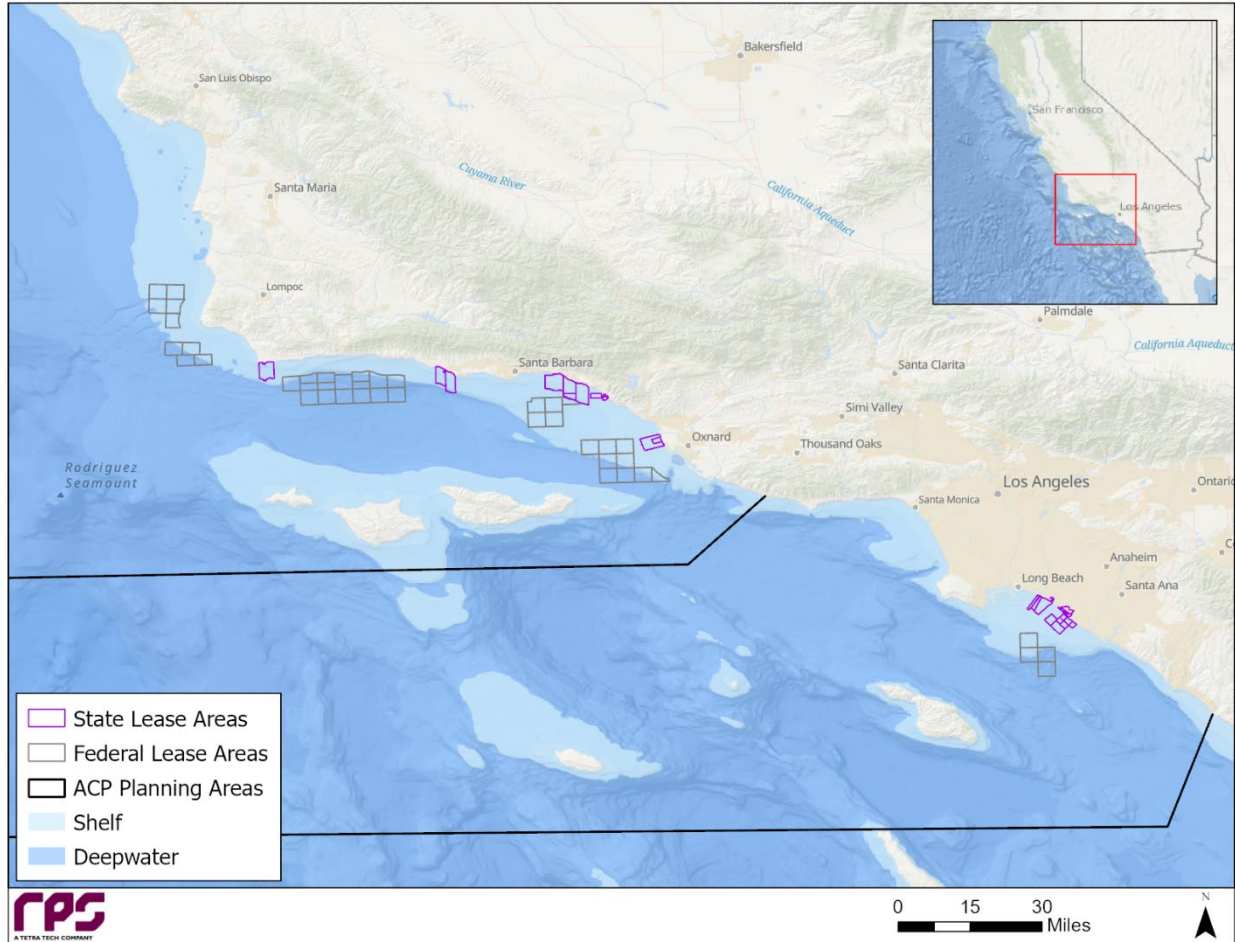 Bakersfield
San Luis Obispo
San Francisco
Los Angeles
Cuyama River
Santa Maria
California
Aqueduct
Lompoc
Palmdale
California Aqueduct
Santa Barbara
Santa Clarita
Simi Valley
Oxnard
Thousand Oaks
Rodriguez
Seamount
Los Angeles
Ontario
Santa Monica
Anaheim
Long Beach
Santa Ana
State Lease Areas
Federal Lease Areas
ACP Planning Areas
Shelf
Deepwater
rps
A TETRA TECH COMPANY
0 15 30
Miles
N